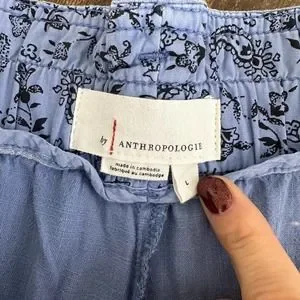 by ANTHROPOLOGIE
made in cambodia
fabriqué au cambodge
L